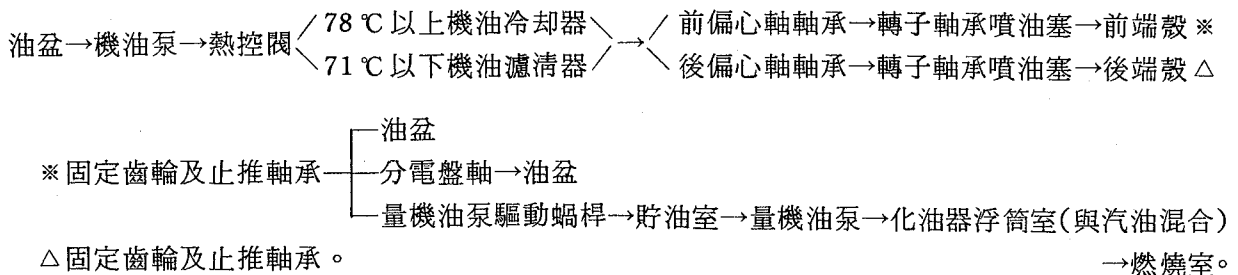 78℃以上機油冷却器 前偏心軸軸承→轉子軸承噴油塞→前端殼※
油盆→機油泵→熱控閥 →
71℃以下機油濾清器 後偏心軸軸承→轉子軸承噴油塞→後端殼△
油盆
※固定齒輪及止推軸承 分電盤軸→油盆
量機油泵驅動蝸桿→貯油室→量機油泵→化油器浮筒室(與汽油混合)
△固定齒輪及止推軸承。 →燃燒室。